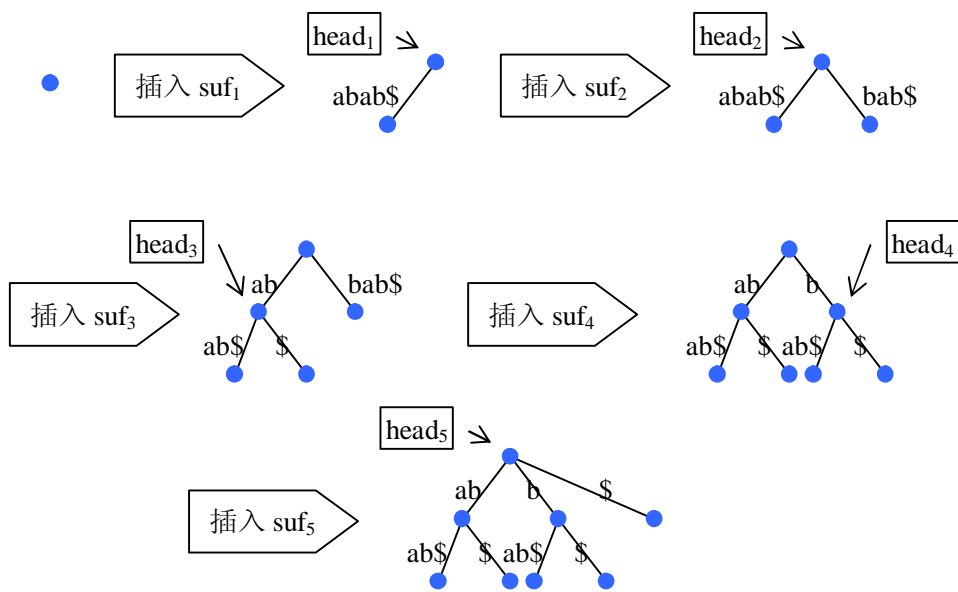 head₁
head₂
插入 suf₁
插入 suf₂
abab$
abab$
bab$
head₃
head₄
ab
bab$
ab
b
插入 suf₃
插入 suf₄
ab$
$
ab$
$
ab$
$
head₅
ab
b
$
插入 suf₅
ab$
$
ab$
$